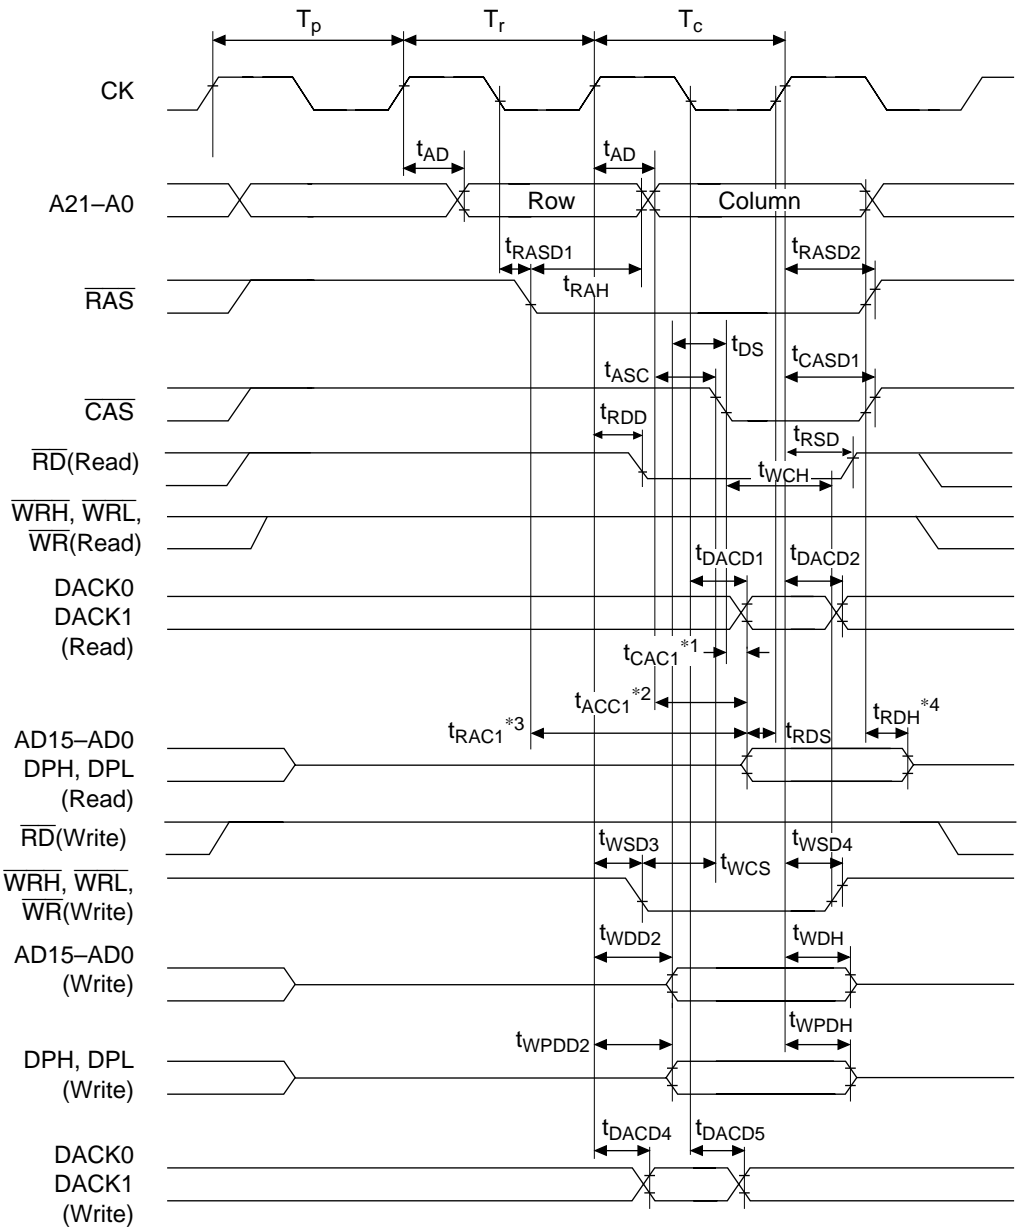 Tp Tr Tc
CK
tAD tAD
A21–A0 Row Column
tRASD1 tRASD2
RAS tRAH
tDS
tASC tCASD1
CAS
tRDD tRSD
RD(Read) tWCH
WRH, WRL,
WR(Read)
tDACD1 tDACD2
DACK0
DACK1
(Read)
tCAC1*1
tACC1*2
tRAC1*3 tRDS tRDH*4
AD15–AD0
DPH, DPL
(Read)
RD(Write)
tWSD3 tWCS tWSD4
WRH, WRL,
WR(Write)
tWDD2 tWDH
AD15–AD0
(Write)
tWPDD2 tWPDH
DPH, DPL
(Write)
tDACD4 tDACD5
DACK0
DACK1
(Write)